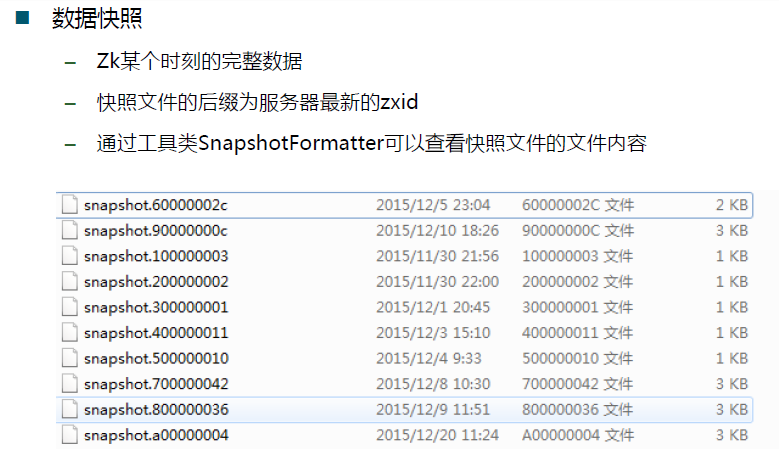 数据快照
– Zk某个时刻的完整数据
– 快照文件的后缀为服务器最新的zxid
– 通过工具类SnapshotFormatter可以查看快照文件的文件内容
snapshot.60000002c 2015/12/5 23:04 60000002C 文件 2 KB
snapshot.90000000c 2015/12/10 18:26 90000000C 文件 3 KB
snapshot.100000003 2015/11/30 21:56 100000003 文件 1 KB
snapshot.200000002 2015/11/30 22:00 200000002 文件 1 KB
snapshot.300000001 2015/12/1 20:45 300000001 文件 1 KB
snapshot.400000011 2015/12/3 15:10 400000011 文件 1 KB
snapshot.500000010 2015/12/4 9:33 500000010 文件 1 KB
snapshot.700000042 2015/12/8 10:30 700000042 文件 3 KB
snapshot.800000036 2015/12/9 11:51 800000036 文件 3 KB
snapshot.a00000004 2015/12/20 11:24 A00000004 文件 3 KB